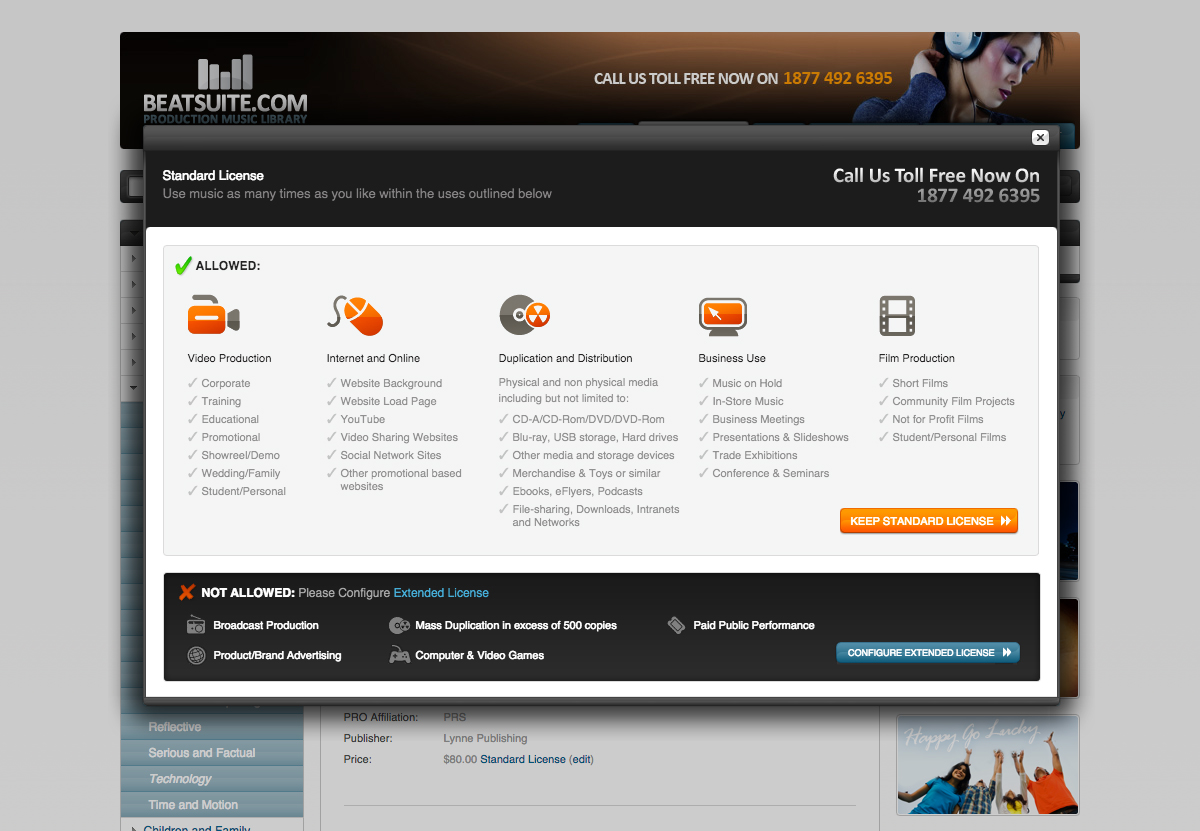 BEATSUITE.COM
PRODUCTION MUSIC LIBRARY
CALL US TOLL FREE NOW ON 1877 492 6395
Standard License
Use music as many times as you like within the uses outlined below
Call Us Toll Free Now On
1877 492 6395
ALLOWED:
Video Production
Corporate
Training
Educational
Promotional
Showreel/Demo
Wedding/Family
Student/Personal
Internet and Online
Website Background
Website Load Page
YouTube
Video Sharing Websites
Social Network Sites
Other promotional based
websites
Duplication and Distribution
Physical and non physical media
including but not limited to:
CD-A/CD-Rom/DVD/DVD-Rom
Blu-ray, USB storage, Hard drives
Other media and storage devices
Merchandise & Toys or similar
Ebooks, eFlyers, Podcasts
File-sharing, Downloads, Intranets
and Networks
Business Use
Music on Hold
In-Store Music
Business Meetings
Presentations & Slideshows
Trade Exhibitions
Conference & Seminars
Film Production
Short Films
Community Film Projects
Not for Profit Films
Student/Personal Films
KEEP STANDARD LICENSE
NOT ALLOWED: Please Configure Extended License
Broadcast Production
Mass Duplication in excess of 500 copies
Paid Public Performance
Product/Brand Advertising
Computer & Video Games
CONFIGURE EXTENDED LICENSE
Reflective
Serious and Factual
Technology
Time and Motion
Children and Family
PRO Affiliation: PRS
Publisher: Lynne Publishing
Price: $80.00 Standard License (edit)
Happy Go Lucky